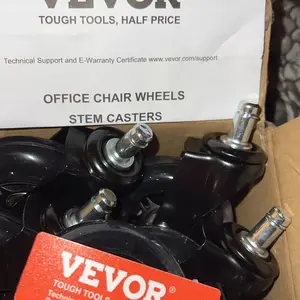 VEVOR
TOUGH TOOLS, HALF PRICE
Technical Support and E-Warranty Certificate www.vevor.com/support
OFFICE CHAIR WHEELS
STEM CASTERS
VEVOR®
TOUGH TOOLS